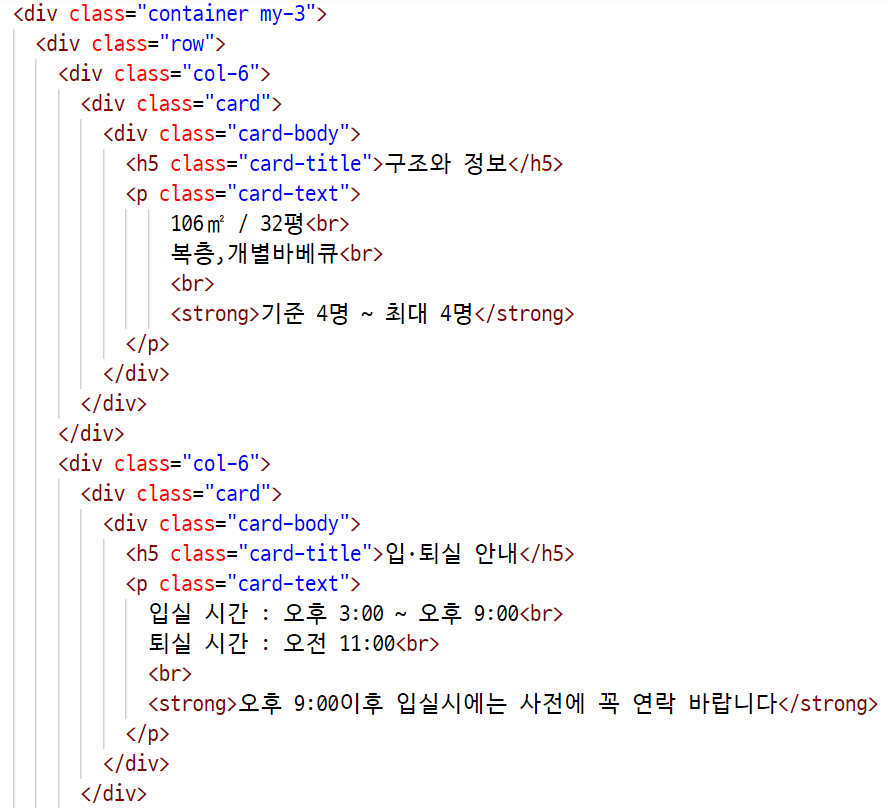 <div class="container my-3">
<div class="row">
<div class="col-6">
<div class="card">
<div class="card-body">
<h5 class="card-title">구조와 정보</h5>
<p class="card-text">
106㎡ / 32평<br>
복층,개별바베큐<br>
<br>
<strong>기준 4명 ~ 최대 4명</strong>
</p>
</div>
</div>
</div>
<div class="col-6">
<div class="card">
<div class="card-body">
<h5 class="card-title">입·퇴실 안내</h5>
<p class="card-text">
입실 시간 : 오후 3:00 ~ 오후 9:00<br>
퇴실 시간 : 오전 11:00<br>
<br>
<strong>오후 9:00이후 입실시에는 사전에 꼭 연락 바랍니다</strong>
</p>
</div>
</div>